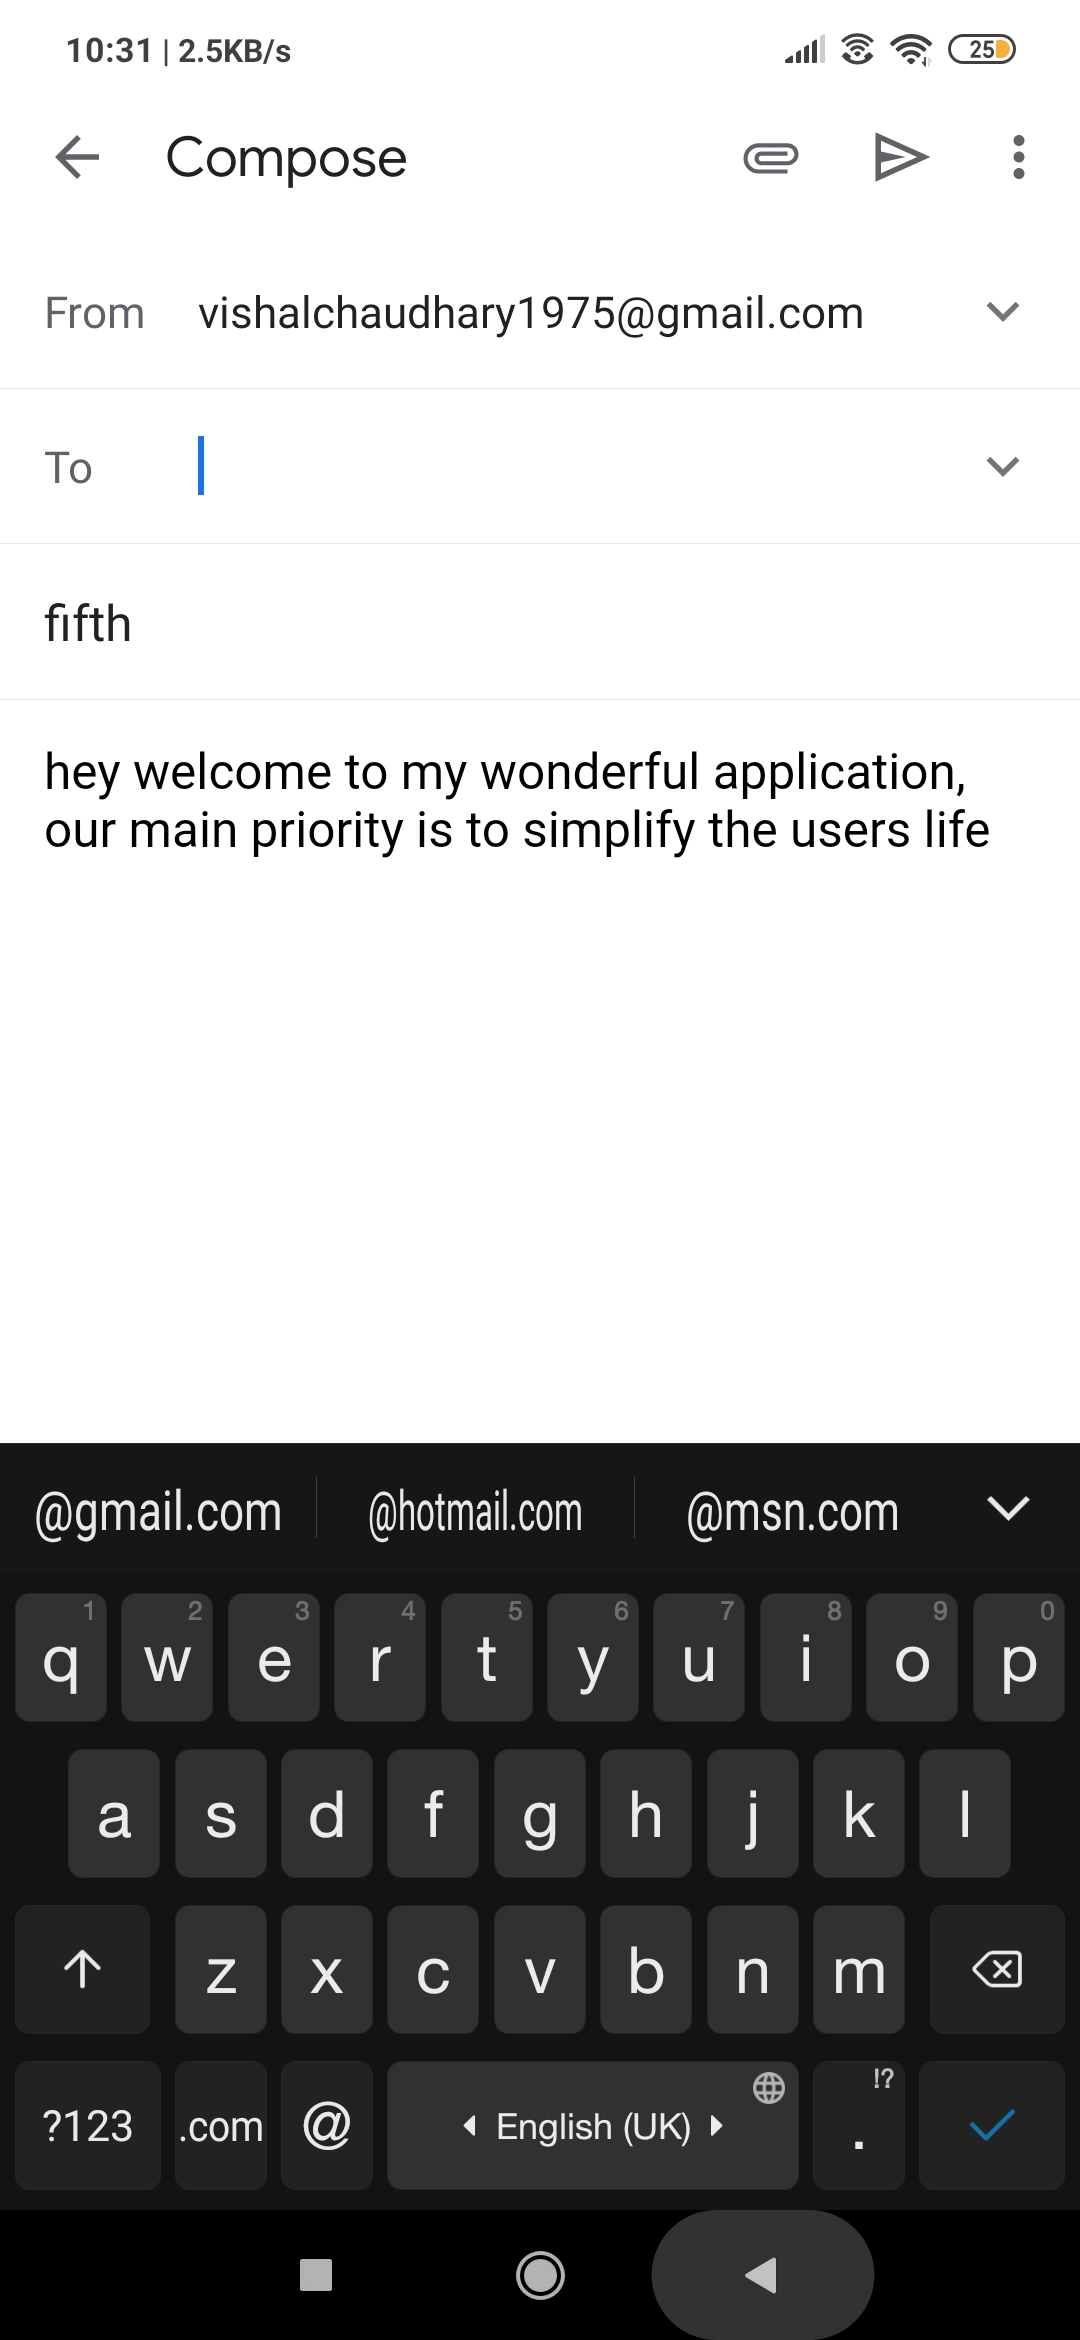 10:31 | 2.5KB/s
25
Compose
From vishalchaudhary1975@gmail.com
To
fifth
hey welcome to my wonderful application,
our main priority is to simplify the users life
@gmail.com @hotmail.com @msn.com
1 2 3 4 5 6 7 8 9 0
q w e r t y u i o p
a s d f g h j k l
z x c v b n m
!?
?123 .com @ English (UK) .